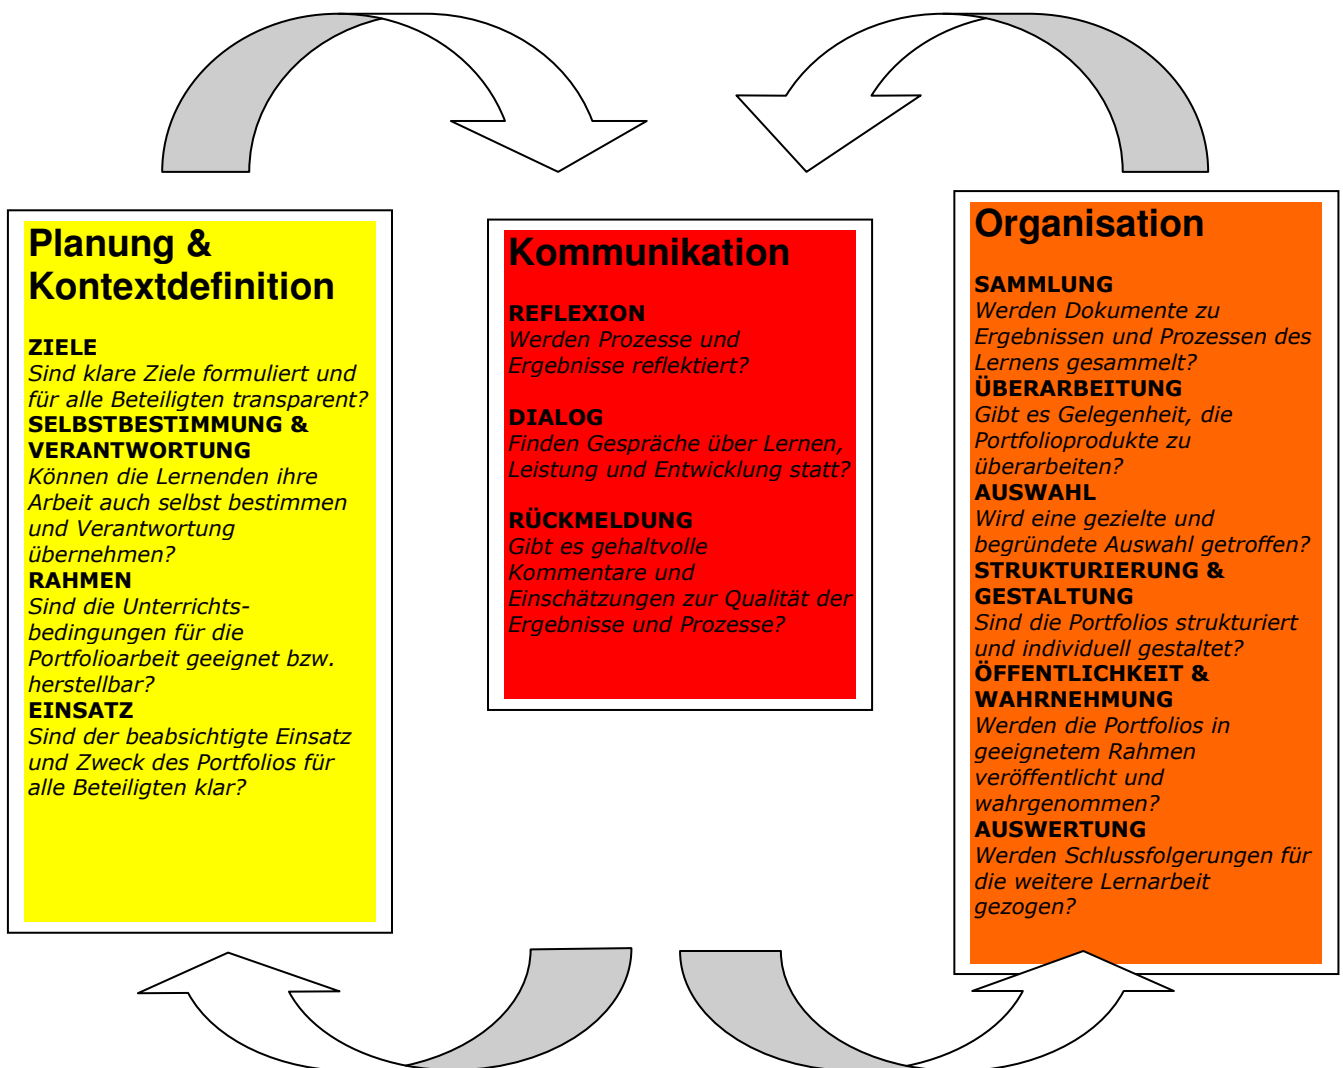 Planung &
Kontextdefinition
ZIELE
Sind klare Ziele formuliert und
für alle Beteiligten transparent?
SELBSTBESTIMMUNG &
VERANTWORTUNG
Können die Lernenden ihre
Arbeit auch selbst bestimmen
und Verantwortung
übernehmen?
RAHMEN
Sind die Unterrichts-
bedingungen für die
Portfolioarbeit geeignet bzw.
herstellbar?
EINSATZ
Sind der beabsichtigte Einsatz
und Zweck des Portfolios für
alle Beteiligten klar?
Kommunikation
REFLEXION
Werden Prozesse und
Ergebnisse reflektiert?
DIALOG
Finden Gespräche über Lernen,
Leistung und Entwicklung statt?
RÜCKMELDUNG
Gibt es gehaltvolle
Kommentare und
Einschätzungen zur Qualität der
Ergebnisse und Prozesse?
Organisation
SAMMLUNG
Werden Dokumente zu
Ergebnissen und Prozessen des
Lernens gesammelt?
ÜBERARBEITUNG
Gibt es Gelegenheit, die
Portfolioprodukte zu
überarbeiten?
AUSWAHL
Wird eine gezielte und
begründete Auswahl getroffen?
STRUKTURIERUNG &
GESTALTUNG
Sind die Portfolios strukturiert
und individuell gestaltet?
ÖFFENTLICHKEIT &
WAHRNEHMUNG
Werden die Portfolios in
geeignetem Rahmen
veröffentlicht und
wahrgenommen?
AUSWERTUNG
Werden Schlussfolgerungen für
die weitere Lernarbeit
gezogen?